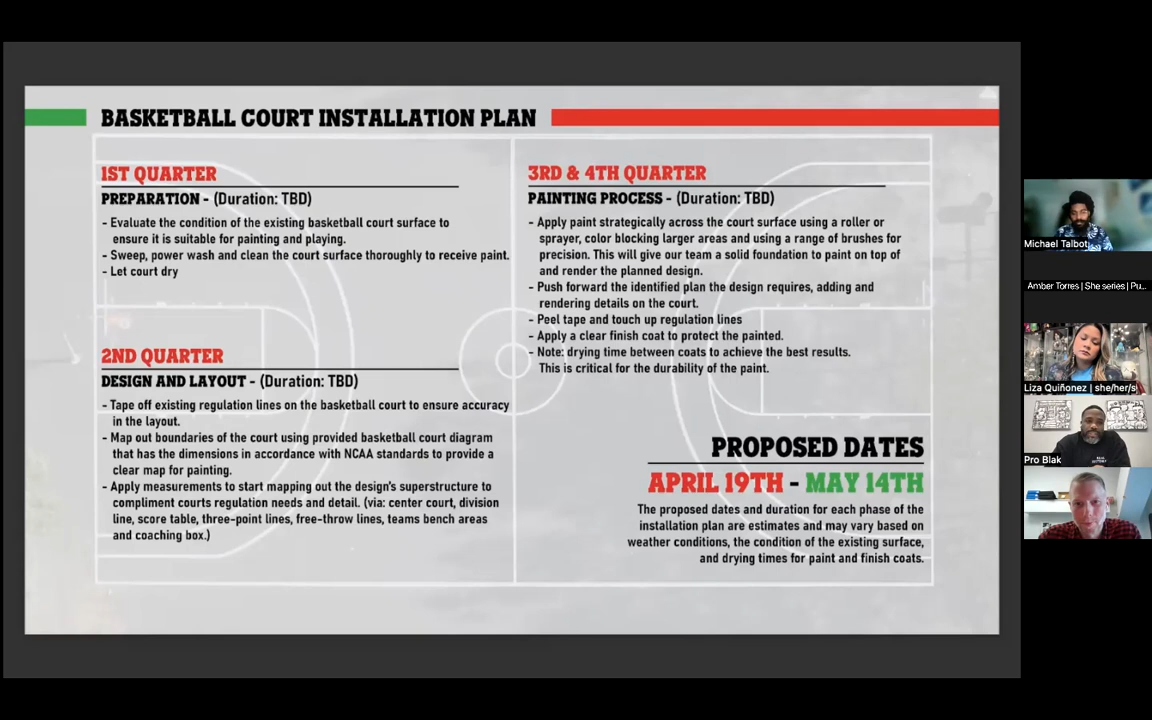 BASKETBALL COURT INSTALLATION PLAN
1ST QUARTER
PREPARATION - (Duration: TBD)
- Evaluate the condition of the existing basketball court surface to
ensure it is suitable for painting and playing.
- Sweep, power wash and clean the court surface thoroughly to receive paint.
- Let court dry
2ND QUARTER
DESIGN AND LAYOUT - (Duration: TBD)
- Tape off existing regulation lines on the basketball court to ensure accuracy
in the layout.
- Map out boundaries of the court using provided basketball court diagram
that has the dimensions in accordance with NCAA standards to provide a
clear map for painting.
- Apply measurements to start mapping out the design's superstructure to
compliment courts regulation needs and detail. (via: center court, division
line, score table, three-point lines, free-throw lines, teams bench areas
and coaching box.)
3RD & 4TH QUARTER
PAINTING PROCESS - (Duration: TBD)
- Apply paint strategically across the court surface using a roller or
sprayer, color blocking larger areas and using a range of brushes for
precision. This will give our team a solid foundation to paint on top of
and render the planned design.
- Push forward the identified plan the design requires, adding and
rendering details on the court.
- Peel tape and touch up regulation lines
- Apply a clear finish coat to protect the painted.
- Note: drying time between coats to achieve the best results.
This is critical for the durability of the paint.
PROPOSED DATES
APRIL 19TH - MAY 14TH
The proposed dates and duration for each phase of the
installation plan are estimates and may vary based on
weather conditions, the condition of the existing surface,
and drying times for paint and finish coats.
Michael Talbot
Amber Torres | She series | Pu...
Liza Quiñonez | she/her/s
Pro Blak